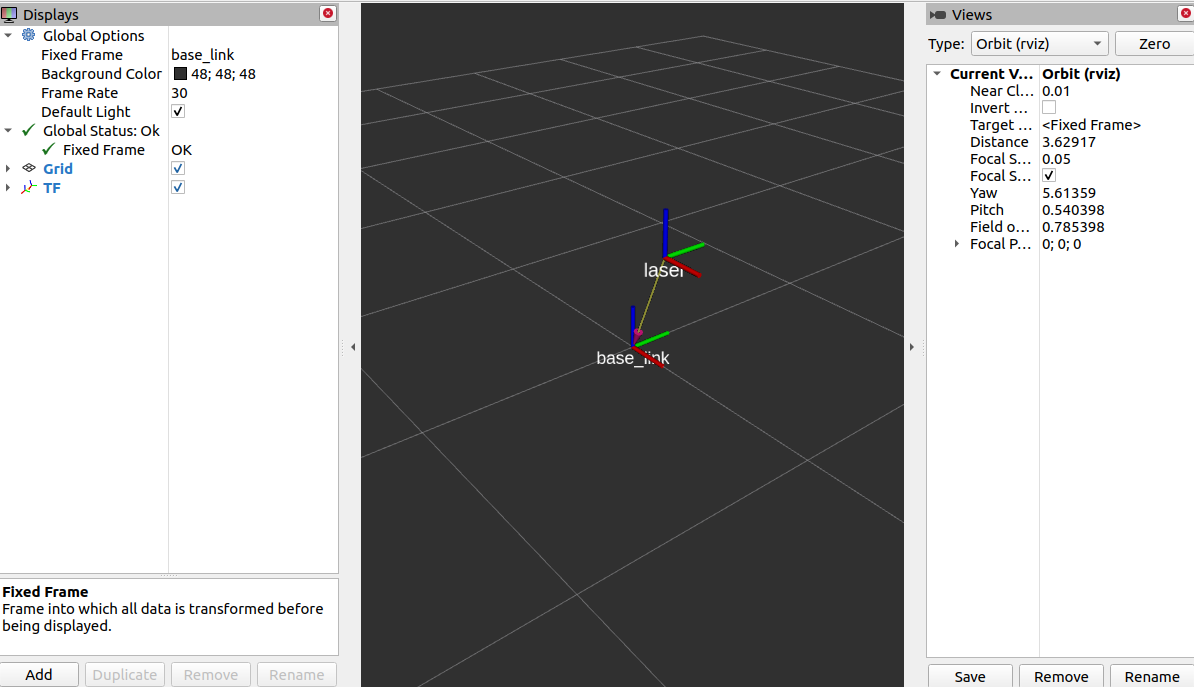 Displays
Global Options
Fixed Frame base_link
Background Color 48; 48; 48
Frame Rate 30
Default Light
Global Status: Ok
Fixed Frame OK
Grid
TF
Fixed Frame
Frame into which all data is transformed before
being displayed.
Add Duplicate Remove Rename
laser
base_link
Views
Type: Orbit (rviz) Zero
Current V... Orbit (rviz)
Near Cl... 0.01
Invert ...
Target ... <Fixed Frame>
Distance 3.62917
Focal S... 0.05
Focal S...
Yaw 5.61359
Pitch 0.540398
Field o... 0.785398
Focal P... 0; 0; 0
Save Remove Rename